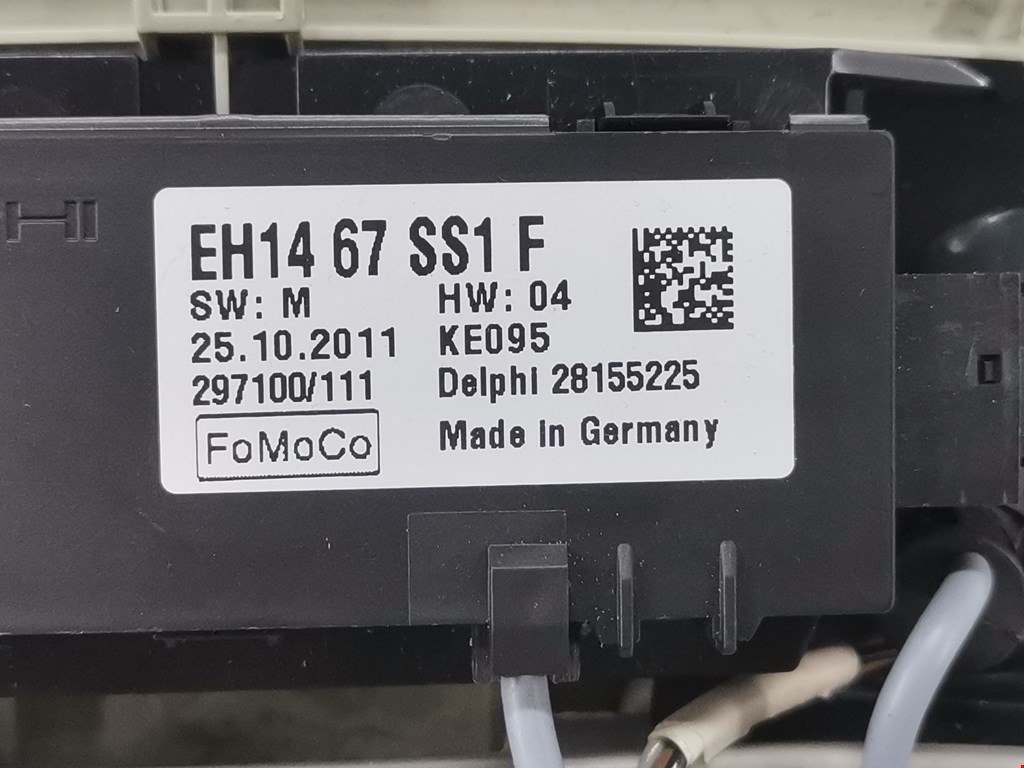 EH14 67 SS1 F
SW: M HW: 04
25.10.2011 KE095
297100/111 Delphi 28155225
FoMoCo Made in Germany